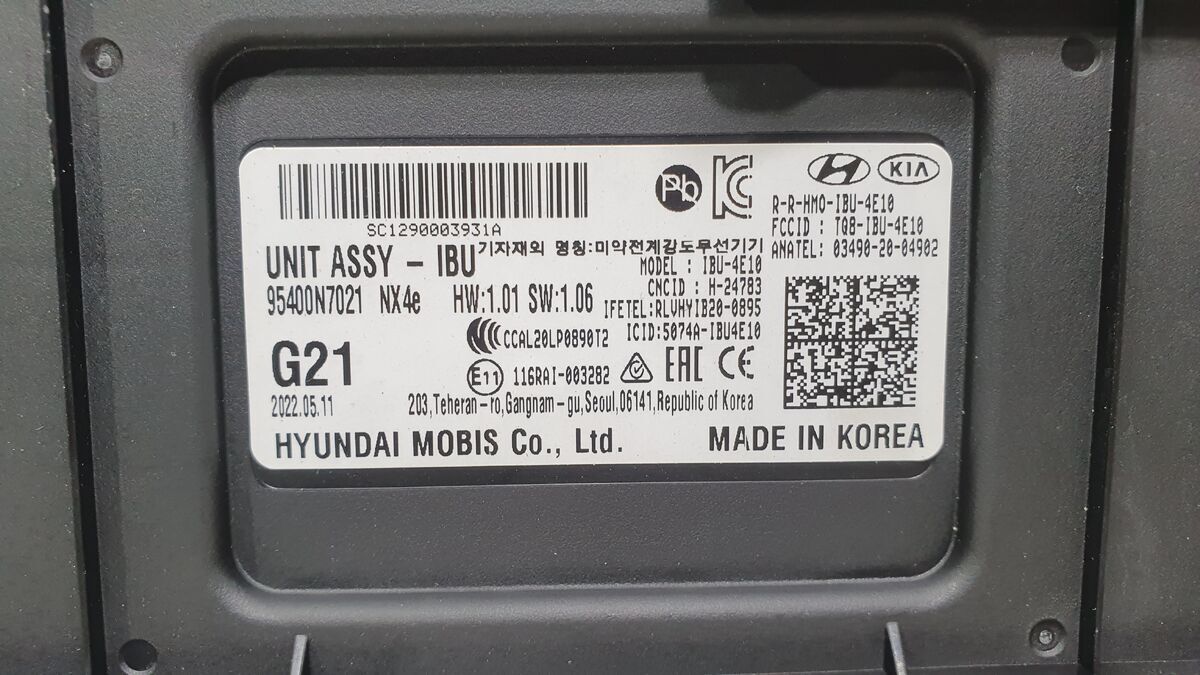 SC1290003931A
Pb
KC
KIA
R-R-HMO-IBU-4E10
FCCID : TQ8-IBU-4E10
ANATEL: 03490-20-04902
UNIT ASSY - IBU
기자재외 명칭:미약전계강도무선기기
MODEL : IBU-4E10
CNCID : H-24783
95400N7021 NX4e HW:1.01 SW:1.06
IFETEL:RLVMYIB20-0895
CCAL20LP0890T2
ICID:5074A-IBU4E10
G21
E11 116RAI-003282
EAC CE
2022.05.11
203,Teheran-ro,Gangnam-gu,Seoul,06141,Republic of Korea
HYUNDAI MOBIS Co., Ltd.
MADE IN KOREA